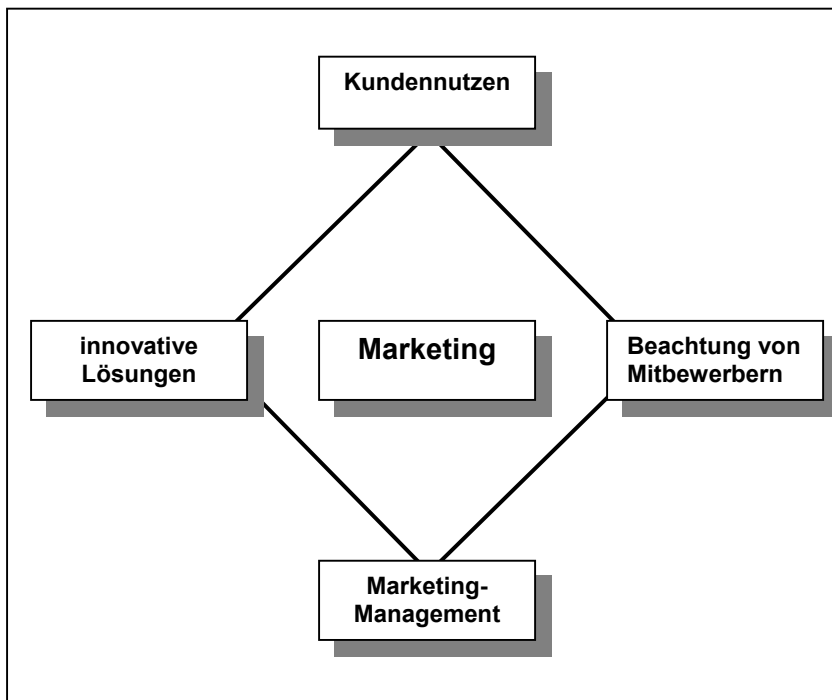 Kundennutzen
innovative
Lösungen
Marketing
Beachtung von
Mitbewerbern
Marketing-
Management